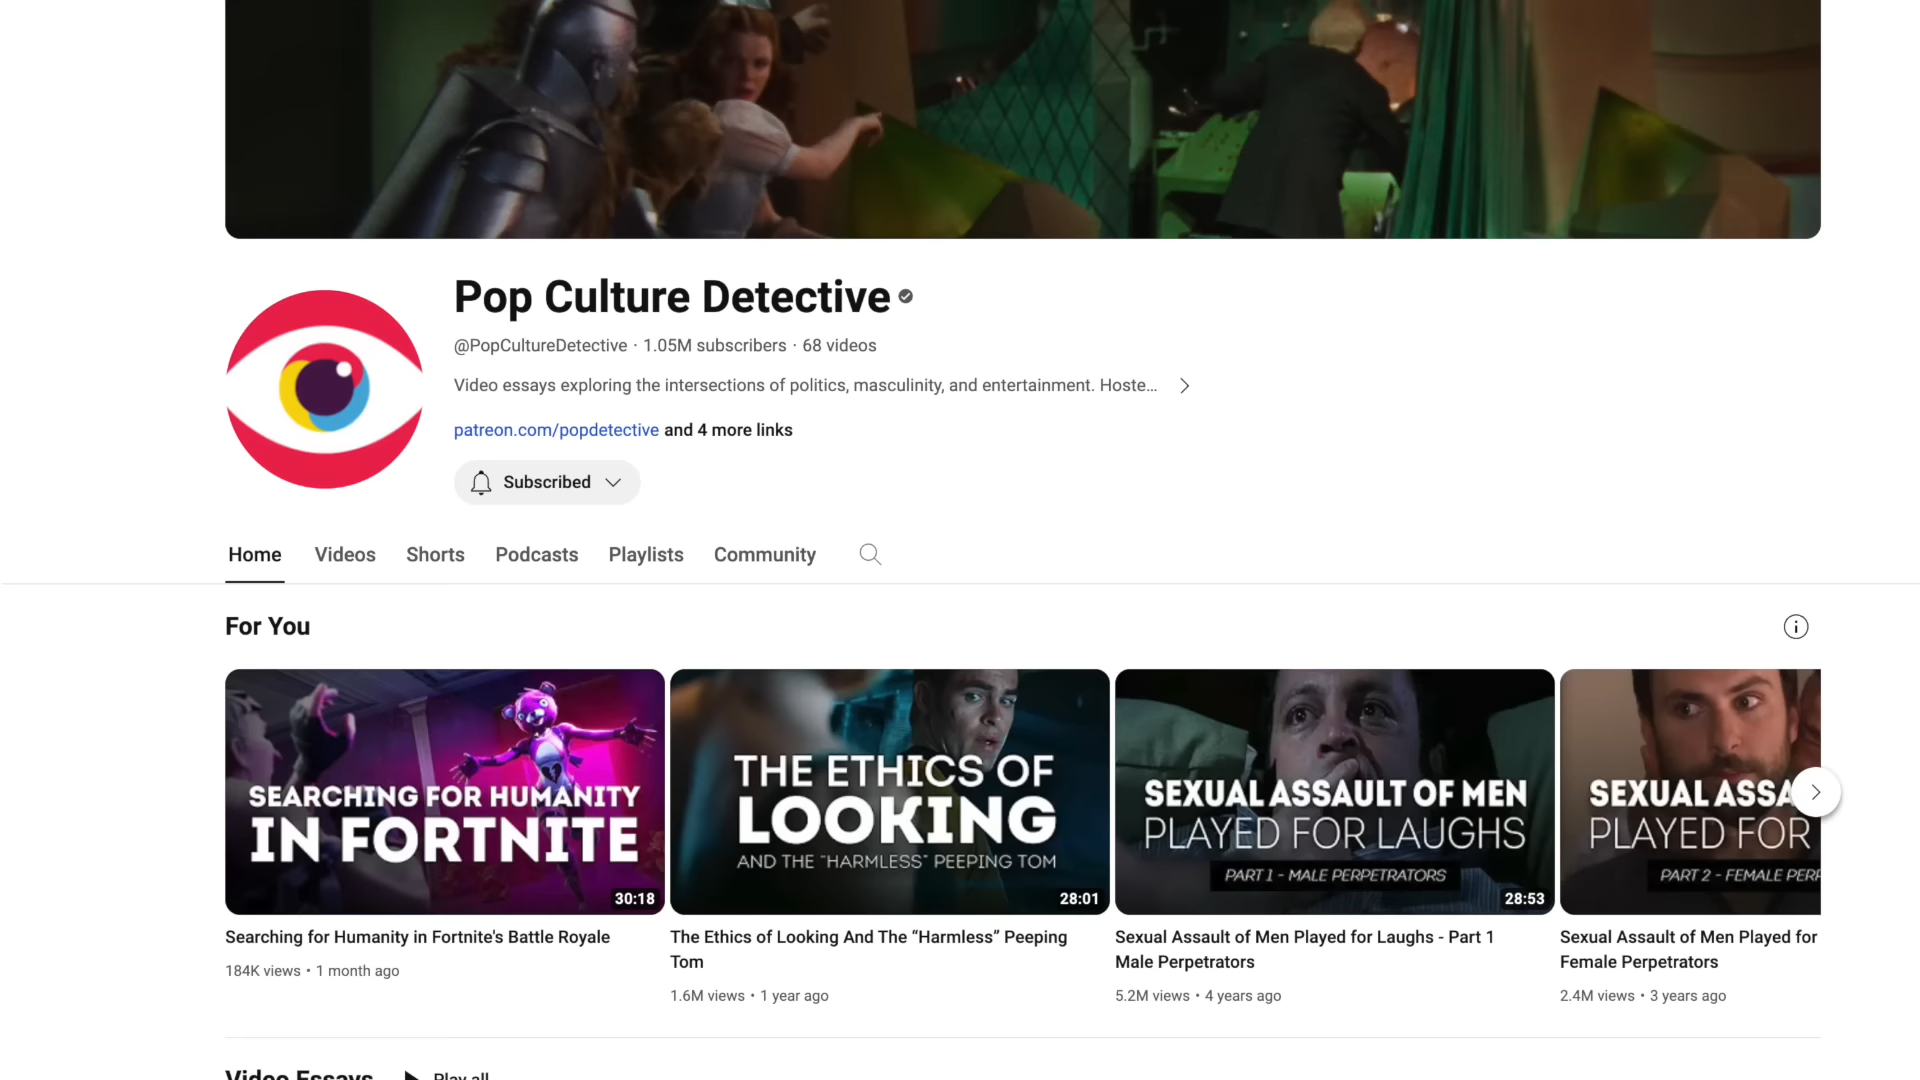 Pop Culture Detective
@PopCultureDetective · 1.05M subscribers · 68 videos
Video essays exploring the intersections of politics, masculinity, and entertainment. Hoste...
patreon.com/popdetective and 4 more links
Subscribed
Home Videos Shorts Podcasts Playlists Community
For You
SEARCHING FOR HUMANITY
IN FORTNITE
30:18
Searching for Humanity in Fortnite's Battle Royale
184K views • 1 month ago
THE ETHICS OF
LOOKING
AND THE "HARMLESS" PEEPING TOM
28:01
The Ethics of Looking And The “Harmless” Peeping
Tom
1.6M views • 1 year ago
SEXUAL ASSAULT OF MEN
PLAYED FOR LAUGHS
PART 1 - MALE PERPETRATORS
28:53
Sexual Assault of Men Played for Laughs - Part 1
Male Perpetrators
5.2M views • 4 years ago
SEXUAL ASSA
PLAYED FOR
PART 2 - FEMALE PERP
Sexual Assault of Men Played for
Female Perpetrators
2.4M views • 3 years ago
Video Essays Play all